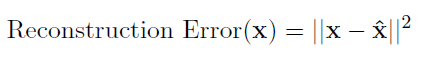 Reconstruction Error(x) = ||x − x̂||²